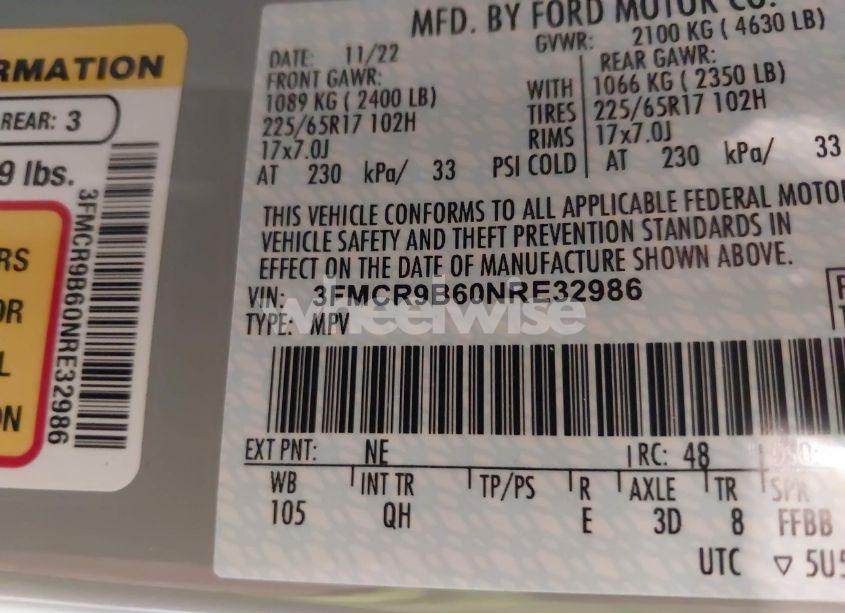 RMATION
REAR: 3
9 lbs.
RS
OR
L
ON
3FMCR9B60NRE32986
MFD. BY FORD MOTOR CO.
DATE: 11/22 GVWR: 2100 KG ( 4630 LB)
FRONT GAWR: REAR GAWR:
1089 KG ( 2400 LB) WITH 1066 KG ( 2350 LB)
225/65R17 102H TIRES 225/65R17 102H
17x7.0J RIMS 17x7.0J
AT 230 kPa/ 33 PSI COLD AT 230 kPa/ 33
THIS VEHICLE CONFORMS TO ALL APPLICABLE FEDERAL MOTOR
VEHICLE SAFETY AND THEFT PREVENTION STANDARDS IN
EFFECT ON THE DATE OF MANUFACTURE SHOWN ABOVE.
VIN: 3FMCR9B60NRE32986
TYPE: MPV
wheelwise
EXT PNT: NE RC: 48 DSO:
WB INT TR TP/PS R AXLE TR SPR
105 QH E 3D 8 FFBB
UTC ▽ 5U5